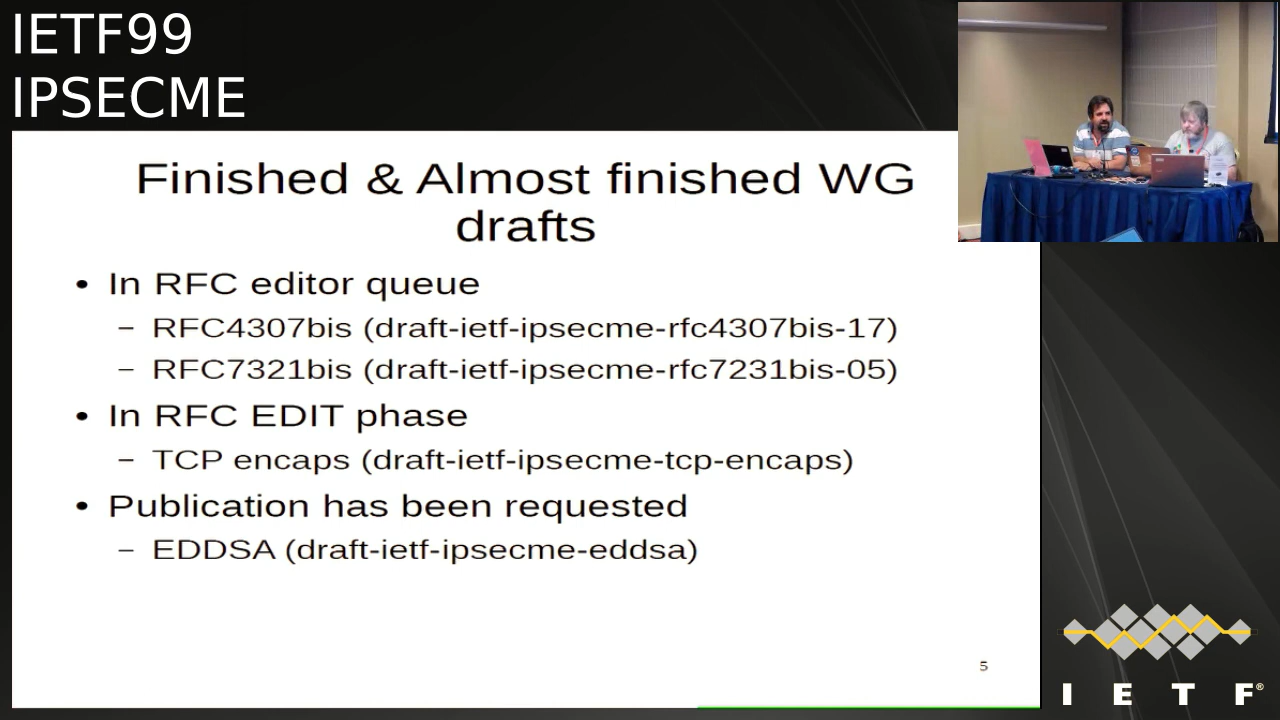 IETF99
IPSECME
Finished & Almost finished WG
drafts
• In RFC editor queue
– RFC4307bis (draft-ietf-ipsecme-rfc4307bis-17)
– RFC7321bis (draft-ietf-ipsecme-rfc7231bis-05)
• In RFC EDIT phase
– TCP encaps (draft-ietf-ipsecme-tcp-encaps)
• Publication has been requested
– EDDSA (draft-ietf-ipsecme-eddsa)
5
I E T F®